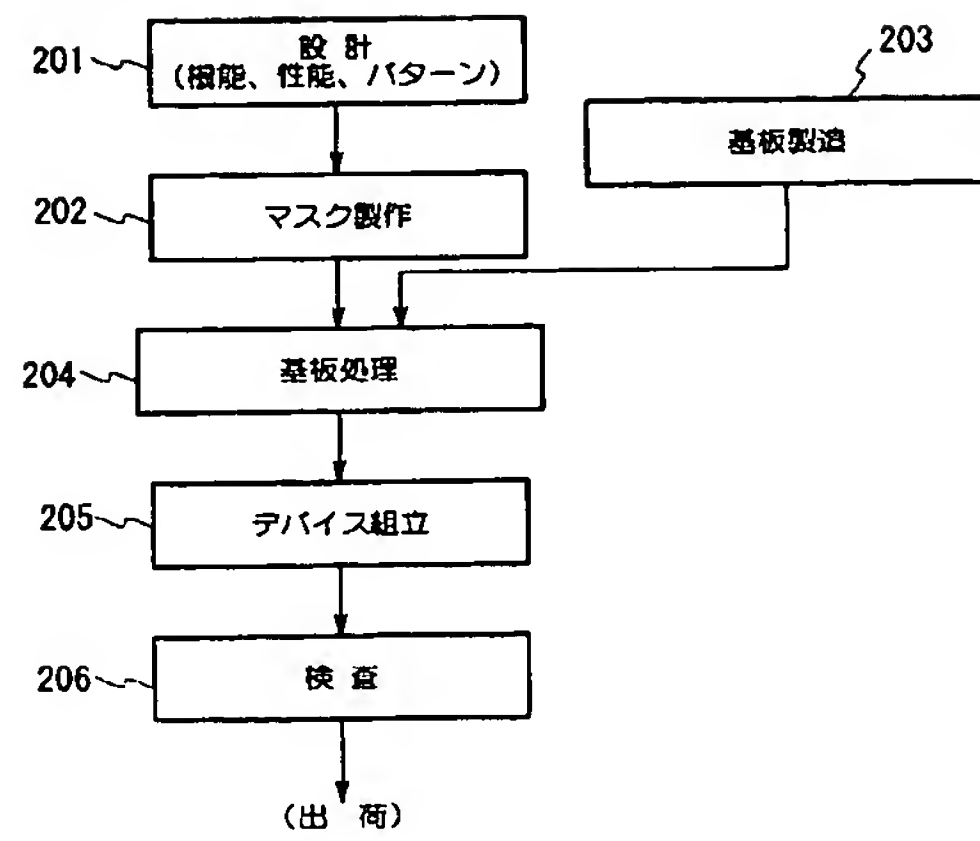 201
設計
(機能、性能、パターン)
203
基板製造
202
マスク製作
204
基板処理
205
デバイス組立
206
検査
(出荷)